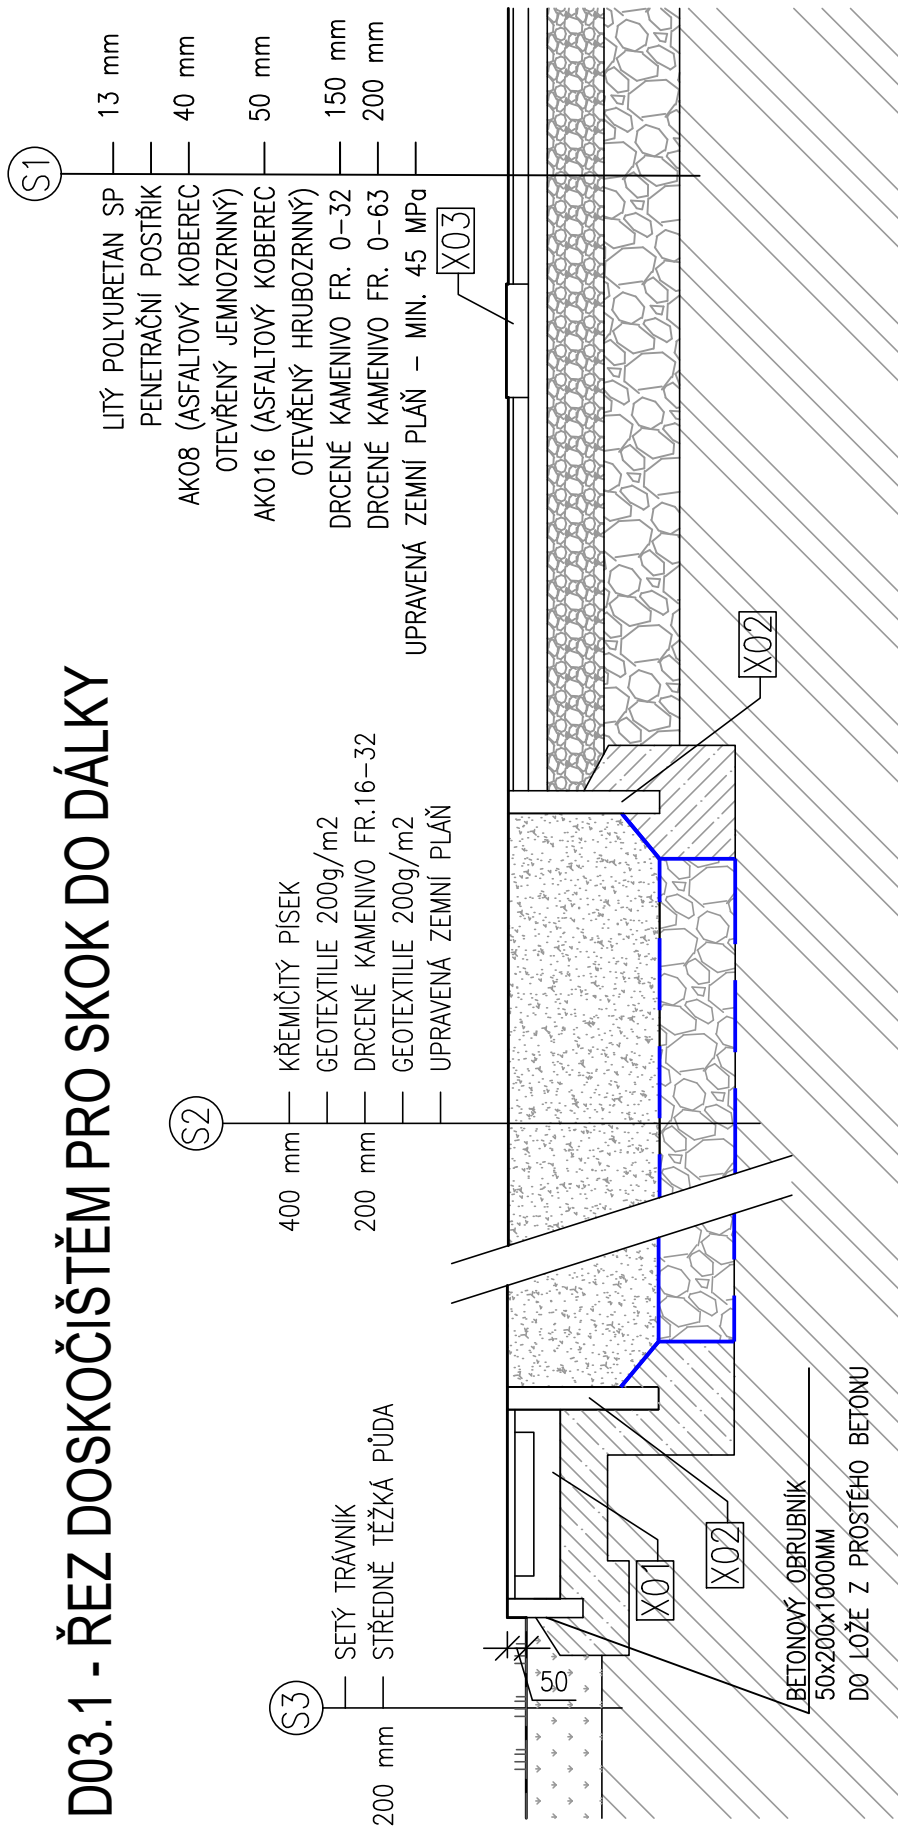 D03.1 - ŘEZ DOSKOČIŠTĚM PRO SKOK DO DÁLKY
S3
SETÝ TRÁVNÍK
200 mm STŘEDNĚ TĚŽKÁ PŮDA
S2
400 mm KŘEMIČITÝ PÍSEK
GEOTEXTILIE 200g/m2
200 mm DRCENÉ KAMENIVO FR.16-32
GEOTEXTILIE 200g/m2
UPRAVENÁ ZEMNÍ PLÁŇ
S1
LITÝ POLYURETAN SP 13 mm
PENETRAČNÍ POSTŘIK
AKO8 (ASFALTOVÝ KOBEREC 40 mm
OTEVŘENÝ JEMNOZRNNÝ)
AKO16 (ASFALTOVÝ KOBEREC 50 mm
OTEVŘENÝ HRUBOZRNNÝ)
DRCENÉ KAMENIVO FR. 0-32 150 mm
DRCENÉ KAMENIVO FR. 0-63 200 mm
UPRAVENÁ ZEMNÍ PLÁŇ - MIN. 45 MPa
X03
50
X01
X02
X02
BETONOVÝ OBRUBNÍK
50x200x1000MM
DO LOŽE Z PROSTÉHO BETONU